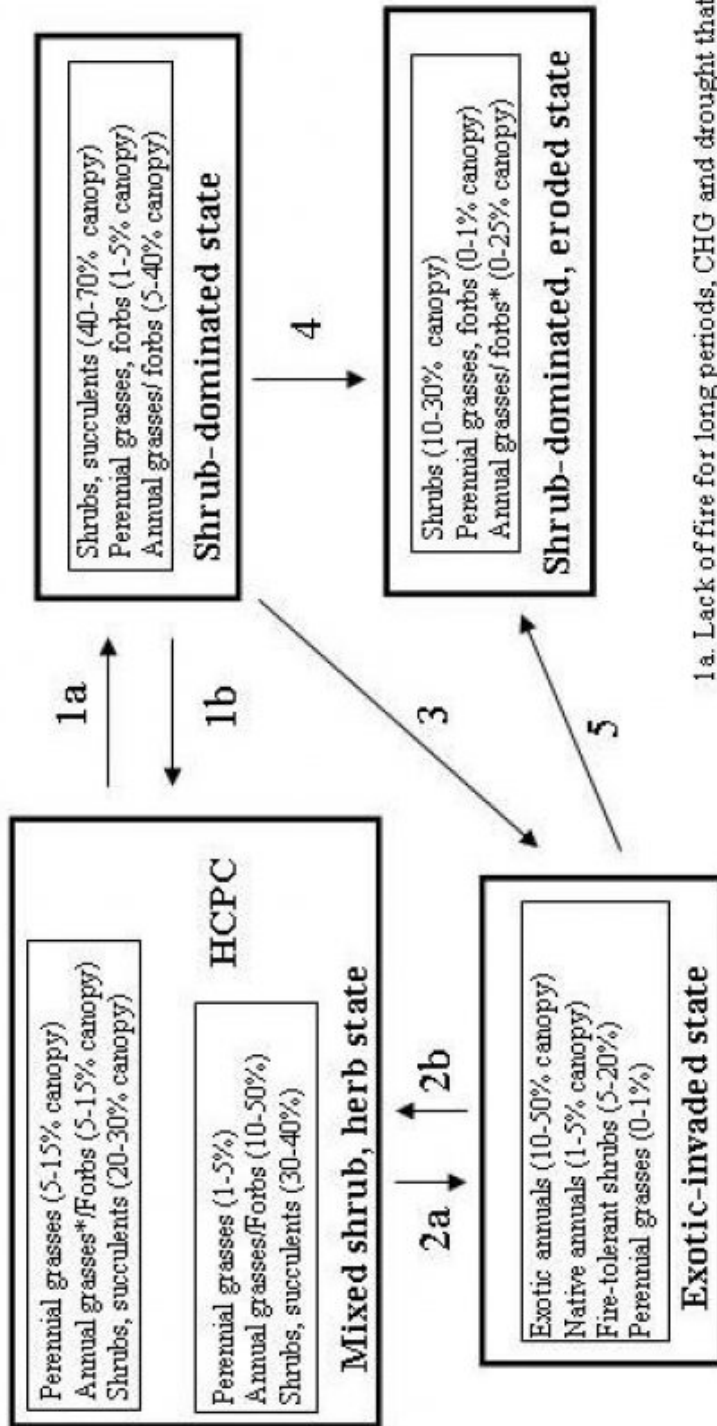 Perennial grasses (5-15% canopy)
Annual grasses*/Forbs (5-15% canopy)
Shrubs, succulents (20-30% canopy)
HCPC
Perennial grasses (1-5%)
Annual grasses/Forbs (10-50%)
Shrubs, succulents (30-40%)
Mixed shrub, herb state
1a
1b
Shrubs, succulents (40-70% canopy)
Perennial grasses, forbs (1-5% canopy)
Annual grasses/ forbs (5-40% canopy)
Shrub-dominated state
2a
2b
3
4
Exotic annuals (10-50% canopy)
Native annuals (1-5% canopy)
Fire-tolerant shrubs (5-20%)
Perennial grasses (0-1%)
Exotic-invaded state
5
Shrubs (10-30% canopy)
Perennial grasses, forbs (0-1% canopy)
Annual grasses/ forbs* (0-25% canopy)
Shrub-dominated, eroded state
1a. Lack of fire for long periods, CHG and drought that